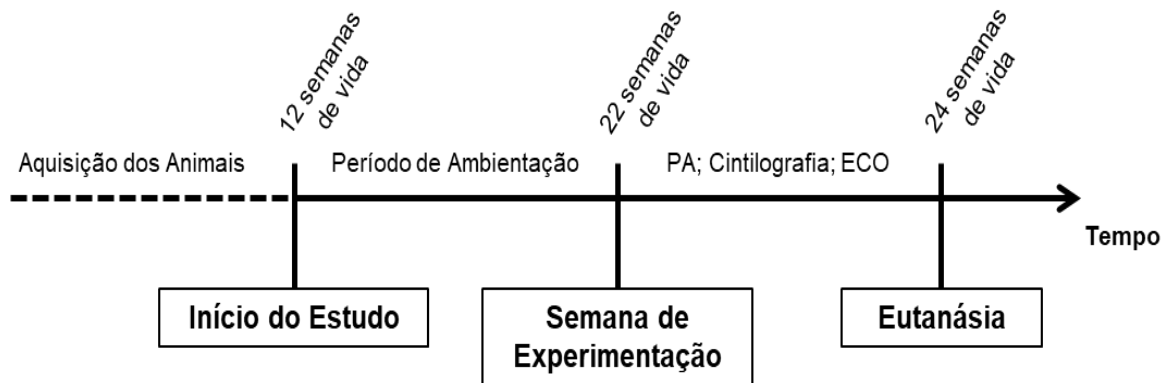 12 semanas
de vida
22 semanas
de vida
24 semanas
de vida
Aquisição dos Animais
Período de Ambientação
PA; Cintilografia; ECO
Tempo
Início do Estudo
Semana de
Experimentação
Eutanásia